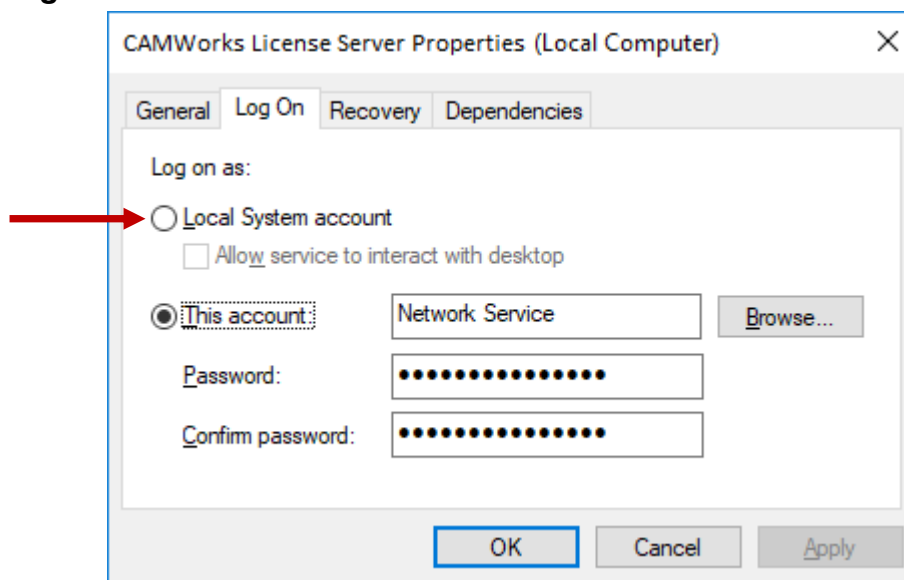 CAMWorks License Server Properties (Local Computer)
General Log On Recovery Dependencies
Log on as:
Local System account
Allow service to interact with desktop
This account: Network Service Browse...
Password: •••••••••••••••
Confirm password: •••••••••••••••
OK Cancel Apply